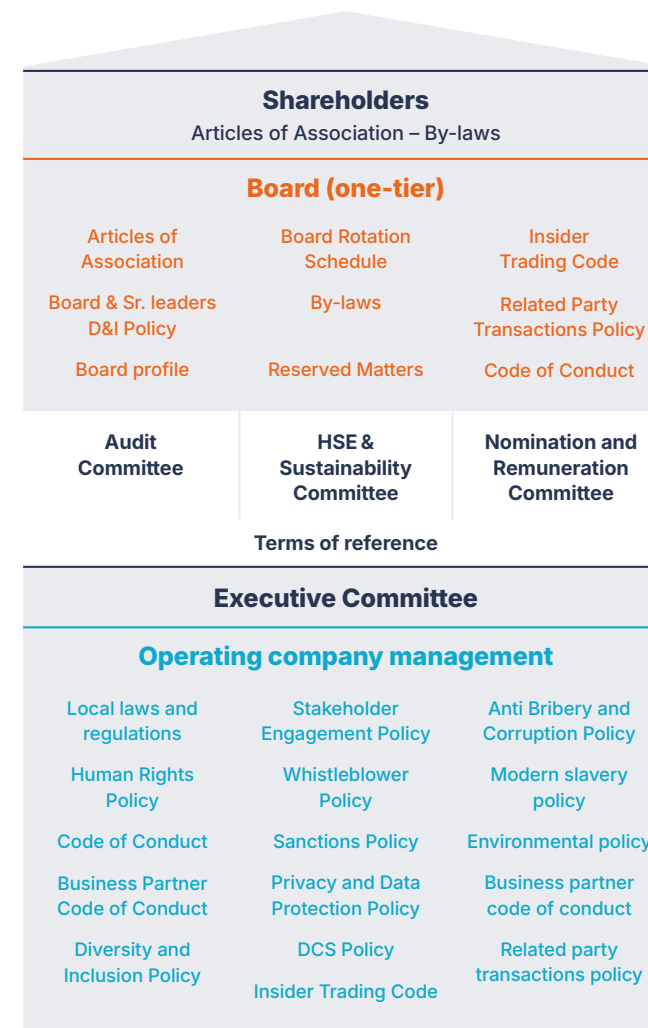 Shareholders
Articles of Association – By-laws
Board (one-tier)
Articles of
Association
Board Rotation
Schedule
Insider
Trading Code
Board & Sr. leaders
D&I Policy
By-laws
Related Party
Transactions Policy
Board profile
Reserved Matters
Code of Conduct
Audit
Committee
HSE &
Sustainability
Committee
Nomination and
Remuneration
Committee
Terms of reference
Executive Committee
Operating company management
Local laws and
regulations
Stakeholder
Engagement Policy
Anti Bribery and
Corruption Policy
Human Rights
Policy
Whistleblower
Policy
Modern slavery
policy
Code of Conduct
Sanctions Policy
Environmental policy
Business Partner
Code of Conduct
Privacy and Data
Protection Policy
Business partner
code of conduct
Diversity and
Inclusion Policy
DCS Policy
Related party
transactions policy
Insider Trading Code